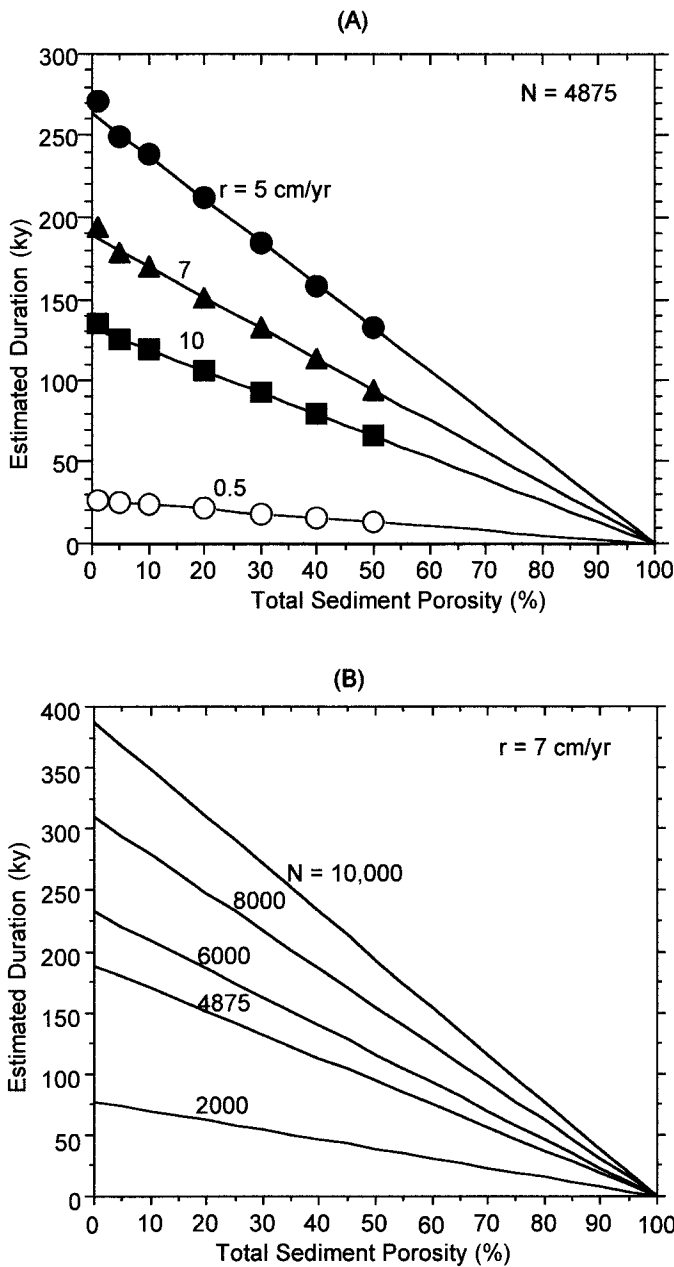 (A)
300
N = 4875
250
r = 5 cm/yr
200
7
150
10
100
50
0.5
0
0 10 20 30 40 50 60 70 80 90 100
Total Sediment Porosity (%)
Estimated Duration (ky)
(B)
400
r = 7 cm/yr
350
300
N = 10,000
8000
250
6000
200
4875
150
100
2000
50
0
0 10 20 30 40 50 60 70 80 90 100
Total Sediment Porosity (%)
Estimated Duration (ky)